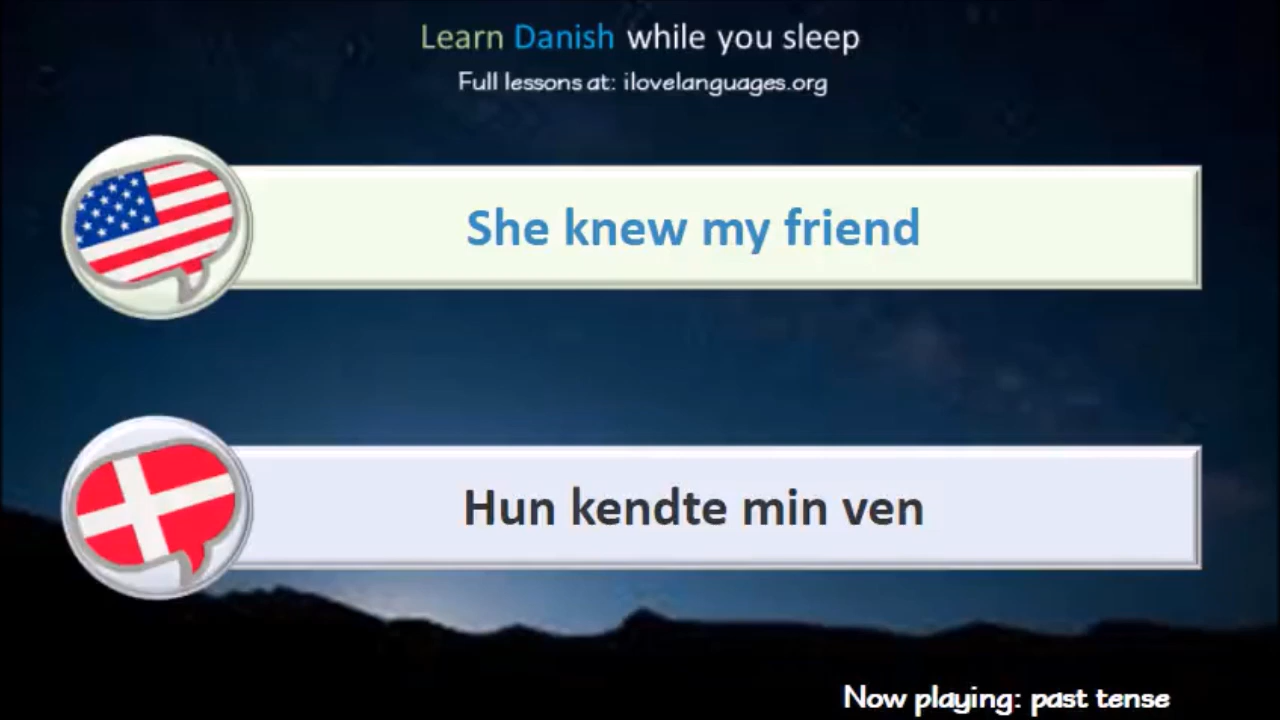 Learn Danish while you sleep
Full lessons at: ilovelanguages.org
She knew my friend
Hun kendte min ven
Now playing: past tense